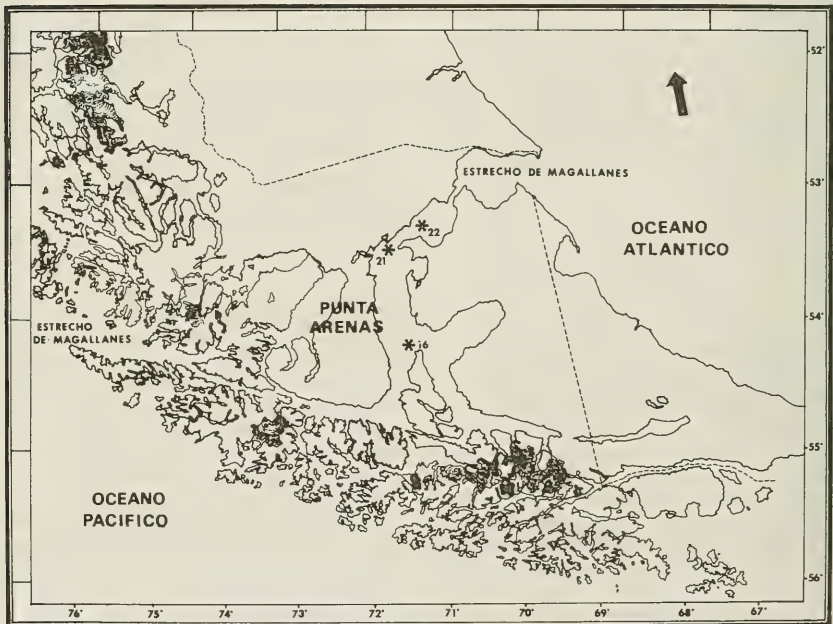 52°
ESTRECHO DE MAGALLANES
53°
OCEANO
ATLANTICO
22
21
PUNTA
ARENAS
54°
ESTRECHO
DE MAGALLANES
16
55°
OCEANO
PACIFICO
56°
76° 75° 74° 73° 72° 71° 70° 69° 68° 67°